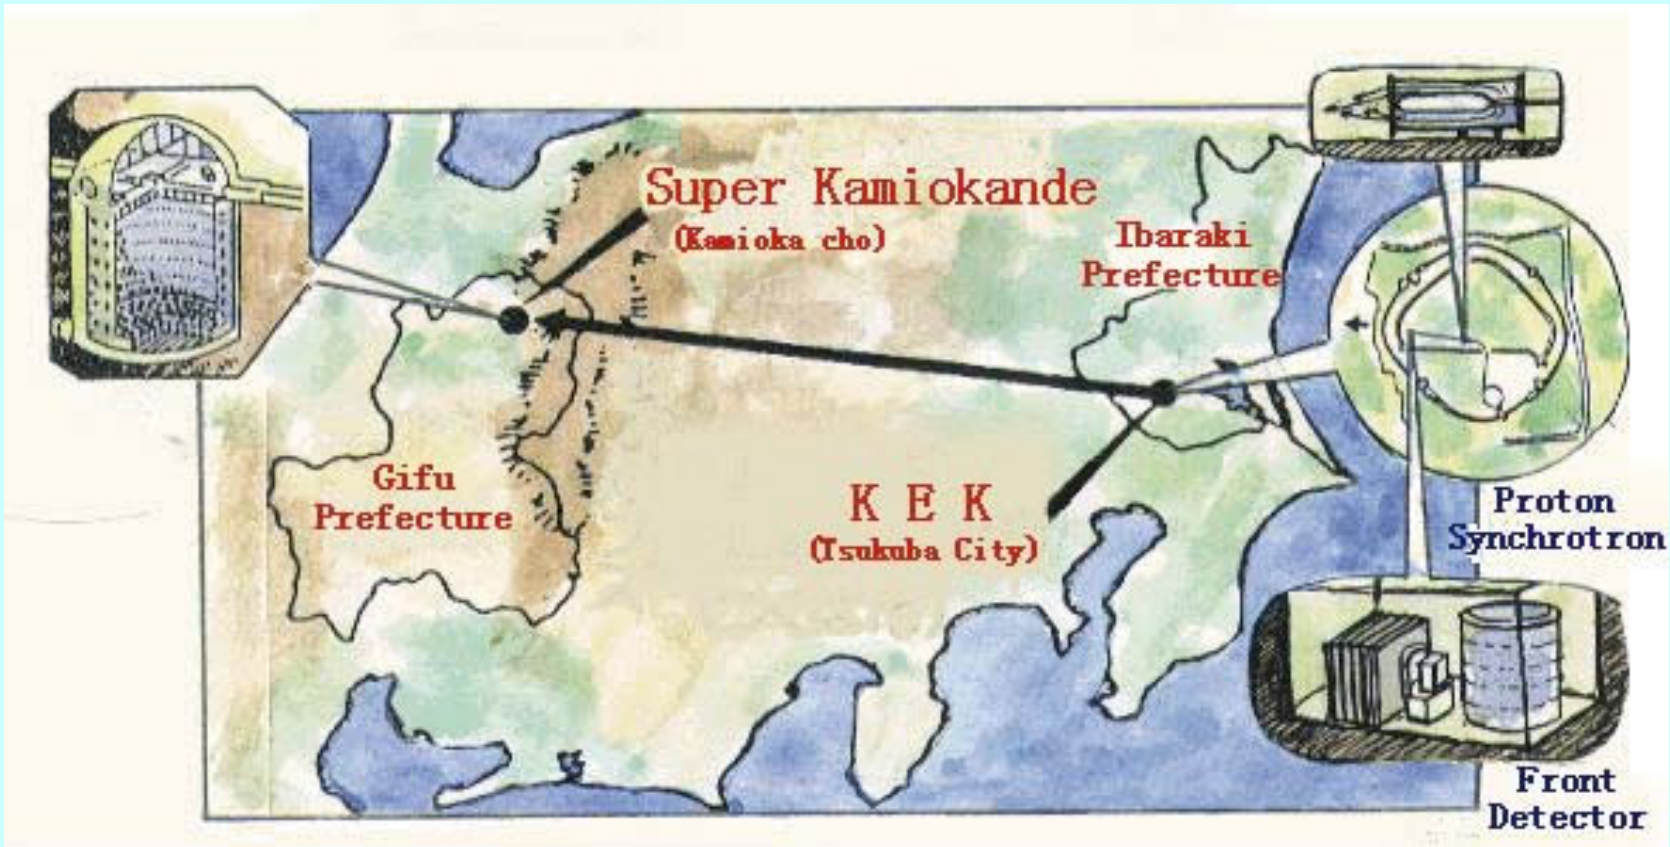 Super Kamiokande
(Kamioka cho)
Ibaraki
Prefecture
Gifu
Prefecture
K E K
(Tsukuba City)
Proton
Synchrotron
Front
Detector